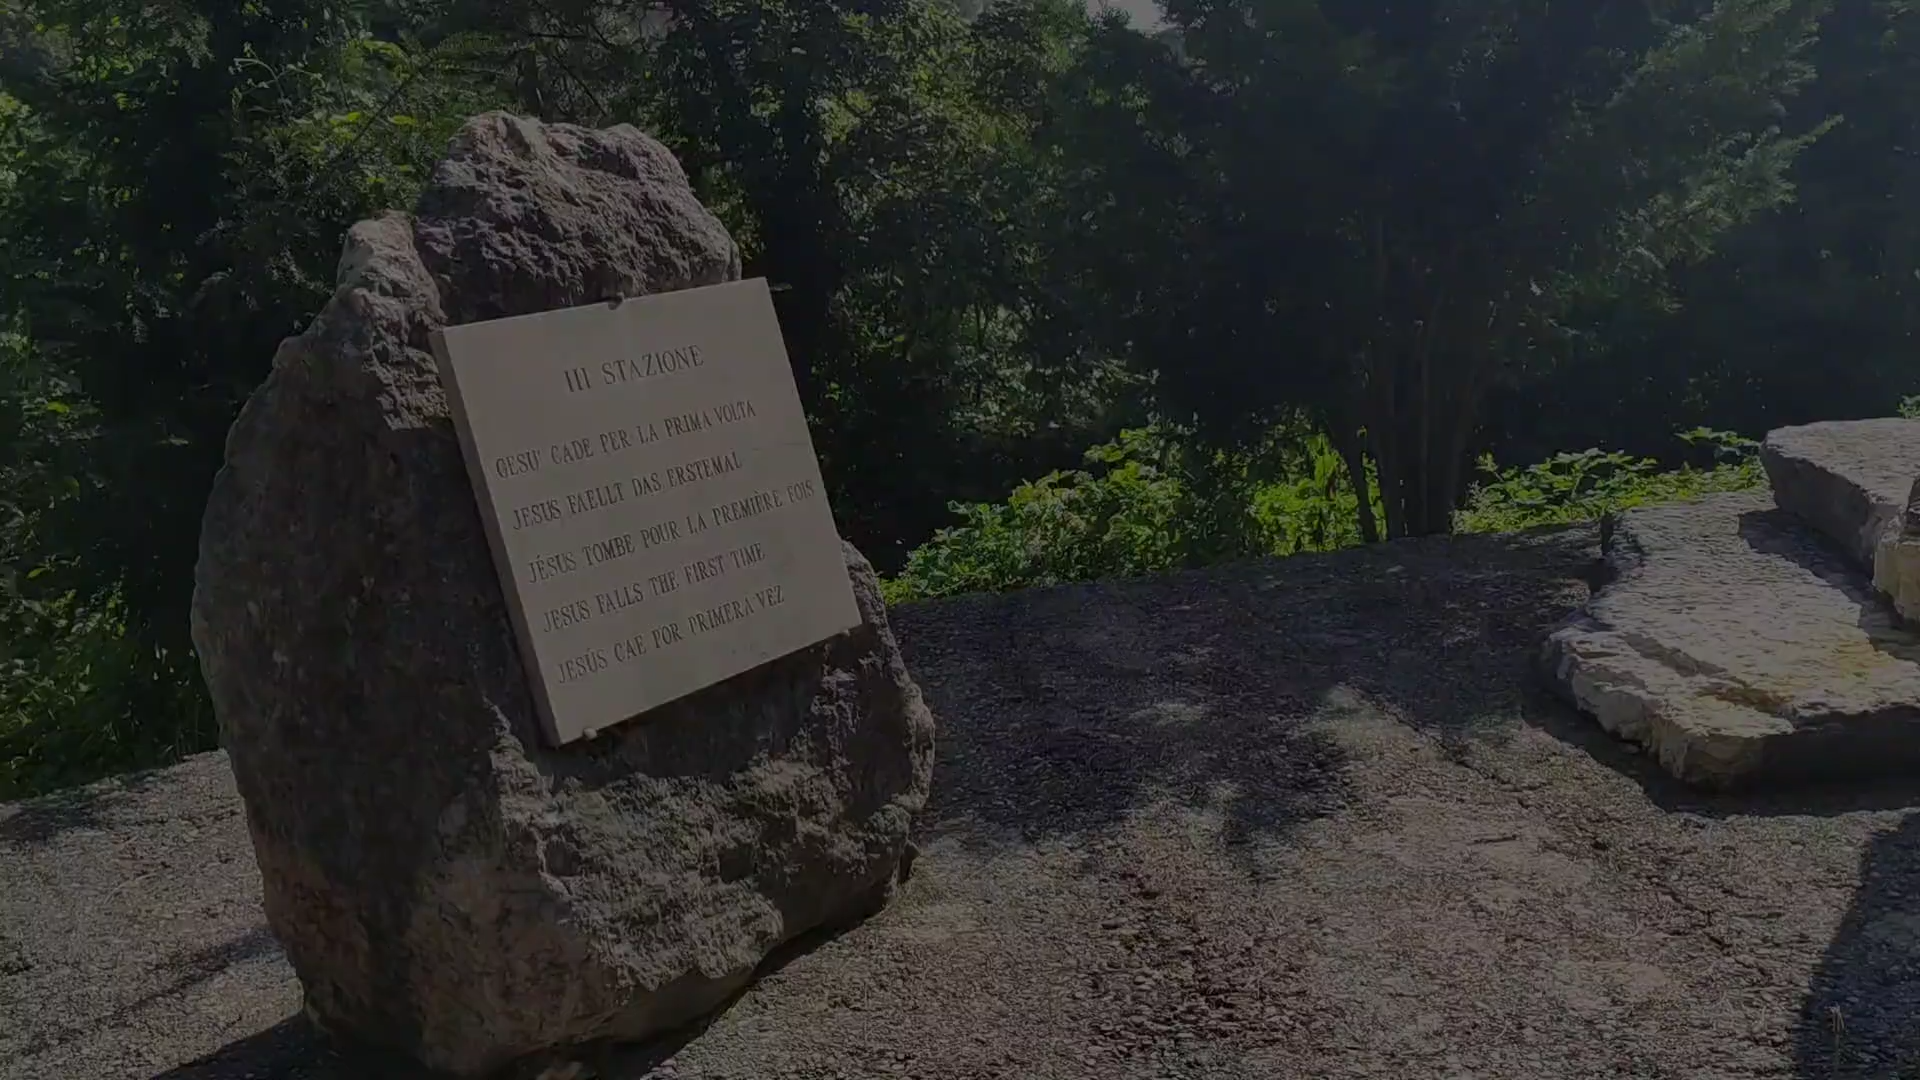 III STAZIONE
GESU' CADE PER LA PRIMA VOLTA
JESUS FAELLT DAS ERSTEMAL
JÉSUS TOMBE POUR LA PREMIÈRE FOIS
JESUS FALLS THE FIRST TIME
JESÚS CAE POR PRIMERA VEZ